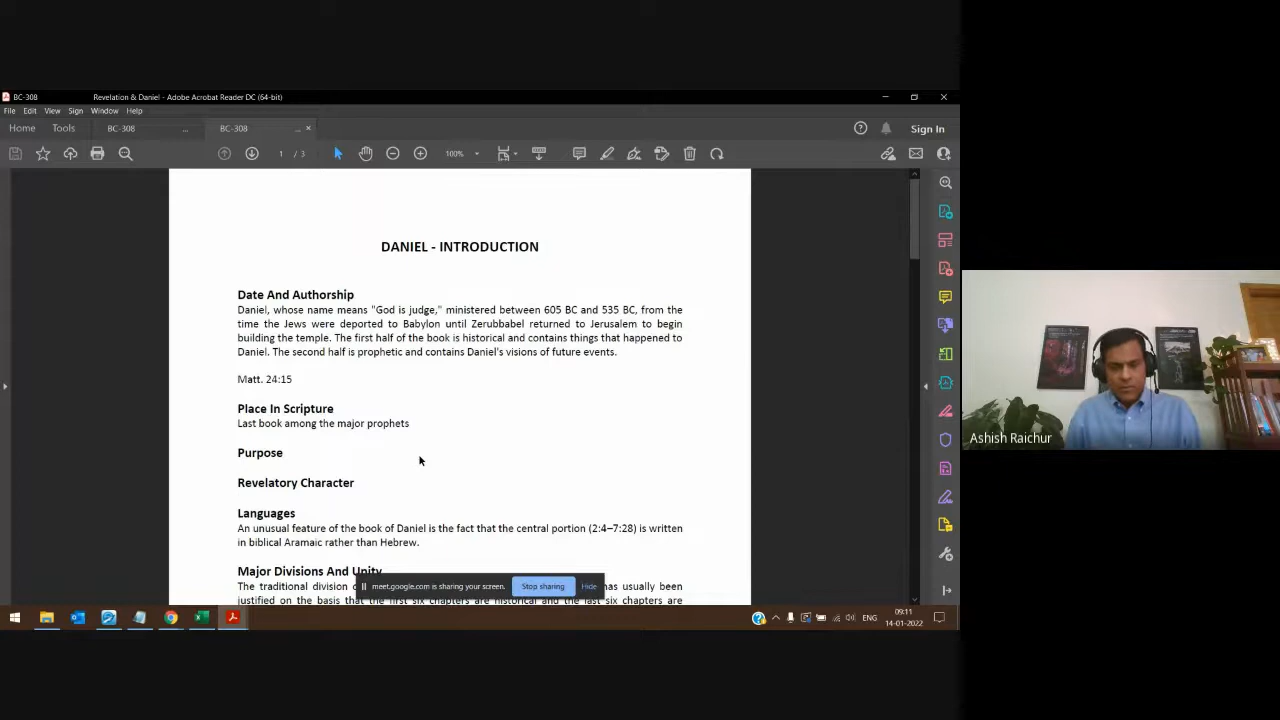 BC-308 Revelation & Daniel - Adobe Acrobat Reader DC (64-bit)
File Edit View Sign Window Help
Home Tools BC-308 ... BC-308 ... × Sign In
1 / 3 100%
DANIEL - INTRODUCTION
Date And Authorship
Daniel, whose name means "God is judge," ministered between 605 BC and 535 BC, from the
time the Jews were deported to Babylon until Zerubbabel returned to Jerusalem to begin
building the temple. The first half of the book is historical and contains things that happened to
Daniel. The second half is prophetic and contains Daniel's visions of future events.
Matt. 24:15
Place In Scripture
Last book among the major prophets
Purpose
Revelatory Character
Languages
An unusual feature of the book of Daniel is the fact that the central portion (2:4–7:28) is written
in biblical Aramaic rather than Hebrew.
Major Divisions And Unity
The traditional division has usually been
meet.google.com is sharing your screen. Stop sharing Hide
justified on the basis that the first six chapters are historical and the last six chapters are
Ashish Raichur
ENG 09:11
14-01-2022